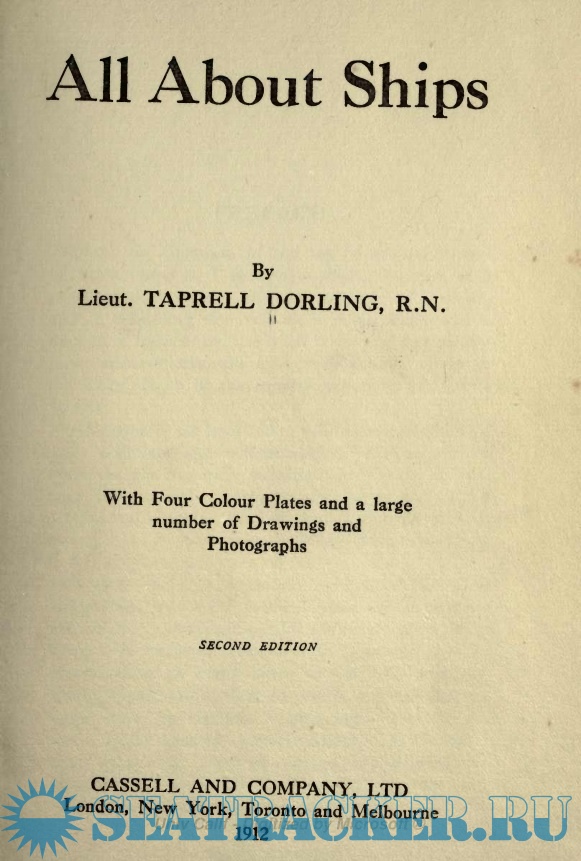 All About Ships
By
Lieut. TAPRELL DORLING, R.N.
With Four Colour Plates and a large
number of Drawings and
Photographs
SECOND EDITION
CASSELL AND COMPANY, LTD
London, New York, Toronto and Melbourne
1912
SEATRACKER.RU